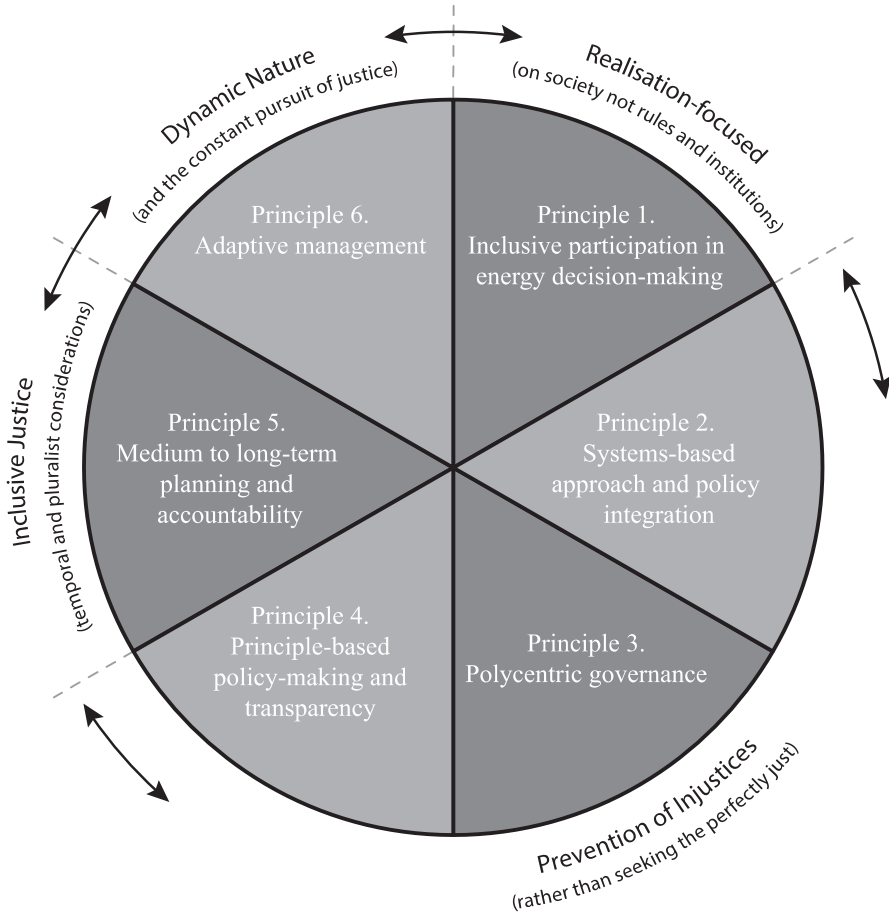 Dynamic Nature
(and the constant pursuit of justice)
Realisation-focused
(on society not rules and institutions)
Principle 6.
Adaptive management
Principle 1.
Inclusive participation in
energy decision-making
Inclusive Justice
(temporal and pluralist considerations)
Principle 5.
Medium to long-term
planning and
accountability
Principle 2.
Systems-based
approach and policy
integration
Principle 4.
Principle-based
policy-making and
transparency
Principle 3.
Polycentric governance
Prevention of Injustices
(rather than seeking the perfectly just)